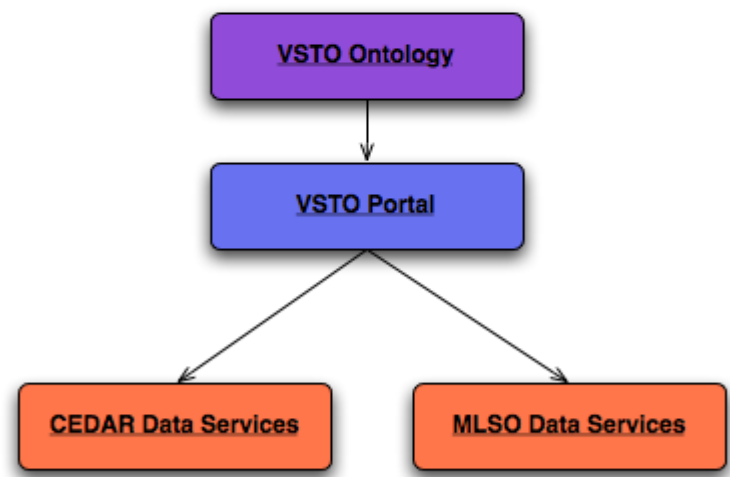 VSTO Ontology
VSTO Portal
CEDAR Data Services
MLSO Data Services